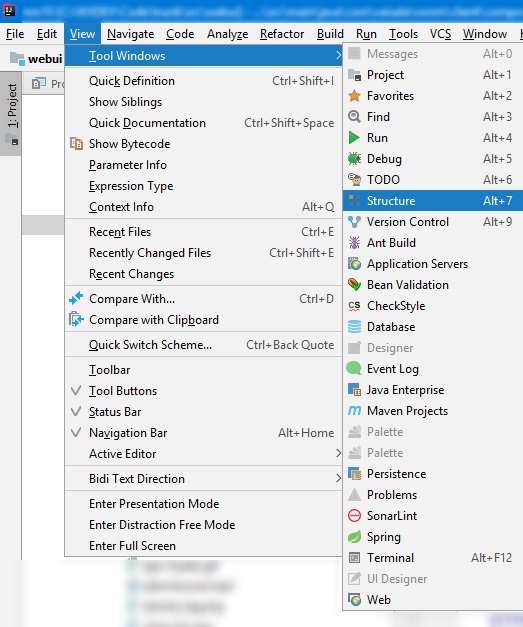 File Edit View Navigate Code Analyze Refactor Build Run Tools VCS Window
webui
1: Project
Tool Windows
Quick Definition Ctrl+Shift+I
Show Siblings
Quick Documentation Ctrl+Shift+Space
Show Bytecode
Parameter Info
Expression Type
Context Info Alt+Q
Recent Files Ctrl+E
Recently Changed Files Ctrl+Shift+E
Recent Changes
Compare With... Ctrl+D
Compare with Clipboard
Quick Switch Scheme... Ctrl+Back Quote
Toolbar
Tool Buttons
Status Bar
Navigation Bar Alt+Home
Active Editor
Bidi Text Direction
Enter Presentation Mode
Enter Distraction Free Mode
Enter Full Screen
Messages Alt+0
Project Alt+1
Favorites Alt+2
Find Alt+3
Run Alt+4
Debug Alt+5
TODO Alt+6
Structure Alt+7
Version Control Alt+9
Ant Build
Application Servers
Bean Validation
CheckStyle
Database
Designer
Event Log
Java Enterprise
Maven Projects
Palette
Palette
Persistence
Problems
SonarLint
Spring
Terminal Alt+F12
UI Designer
Web